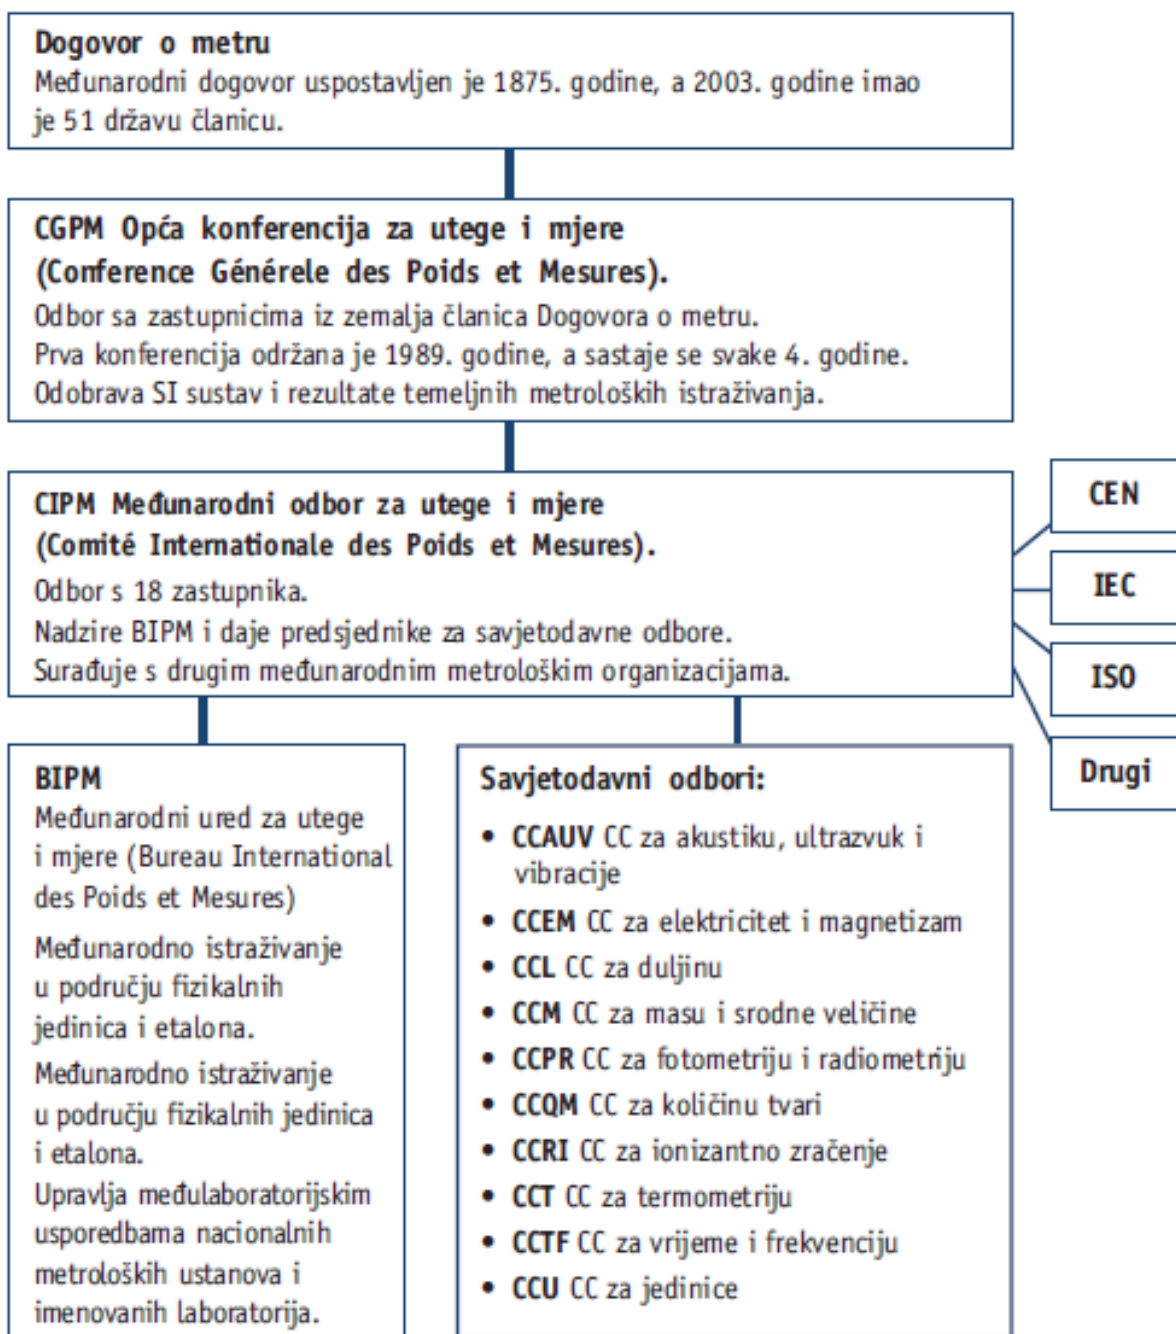 Dogovor o metru
Međunarodni dogovor uspostavljen je 1875. godine, a 2003. godine imao
je 51 državu članicu.
CGPM Opća konferencija za utege i mjere
(Conference Générele des Poids et Mesures).
Odbor sa zastupnicima iz zemalja članica Dogovora o metru.
Prva konferencija održana je 1989. godine, a sastaje se svake 4. godine.
Odobrava SI sustav i rezultate temeljnih metroloških istraživanja.
CIPM Međunarodni odbor za utege i mjere
(Comité Internationale des Poids et Mesures).
Odbor s 18 zastupnika.
Nadzire BIPM i daje predsjednike za savjetodavne odbore.
Surađuje s drugim međunarodnim metrološkim organizacijama.
CEN
IEC
ISO
Drugi
BIPM
Međunarodni ured za utege
i mjere (Bureau International
des Poids et Mesures)
Međunarodno istraživanje
u području fizikalnih
jedinica i etalona.
Međunarodno istraživanje
u području fizikalnih jedinica
i etalona.
Upravlja međulaboratorijskim
usporedbama nacionalnih
metroloških ustanova i
imenovanih laboratorija.
Savjetodavni odbori:
• CCAUV CC za akustiku, ultrazvuk i
vibracije
• CCEM CC za elektricitet i magnetizam
• CCL CC za duljinu
• CCM CC za masu i srodne veličine
• CCPR CC za fotometriju i radiometriju
• CCQM CC za količinu tvari
• CCRI CC za ionizantno zračenje
• CCT CC za termometriju
• CCTF CC za vrijeme i frekvenciju
• CCU CC za jedinice